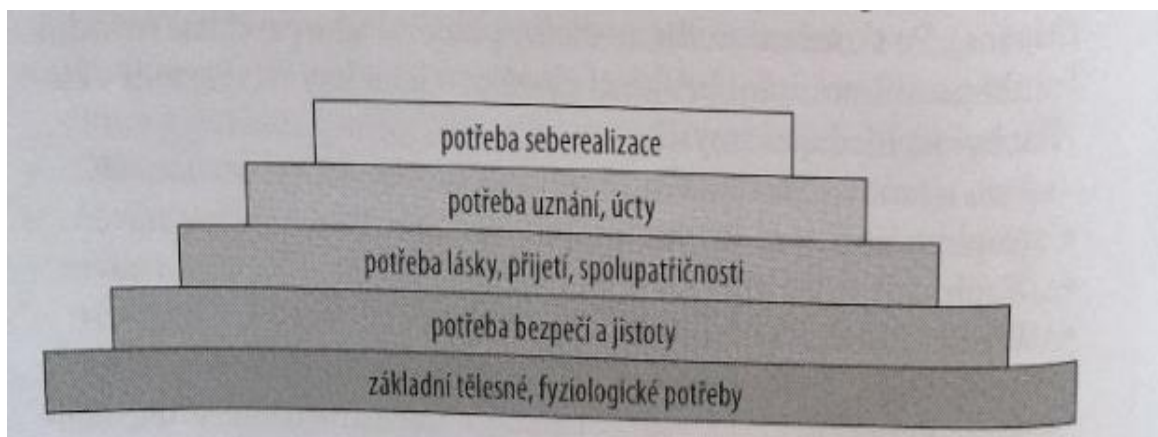 potřeba seberealizace
potřeba uznání, úcty
potřeba lásky, přijetí, spolupatřičnosti
potřeba bezpečí a jistoty
základní tělesné, fyziologické potřeby